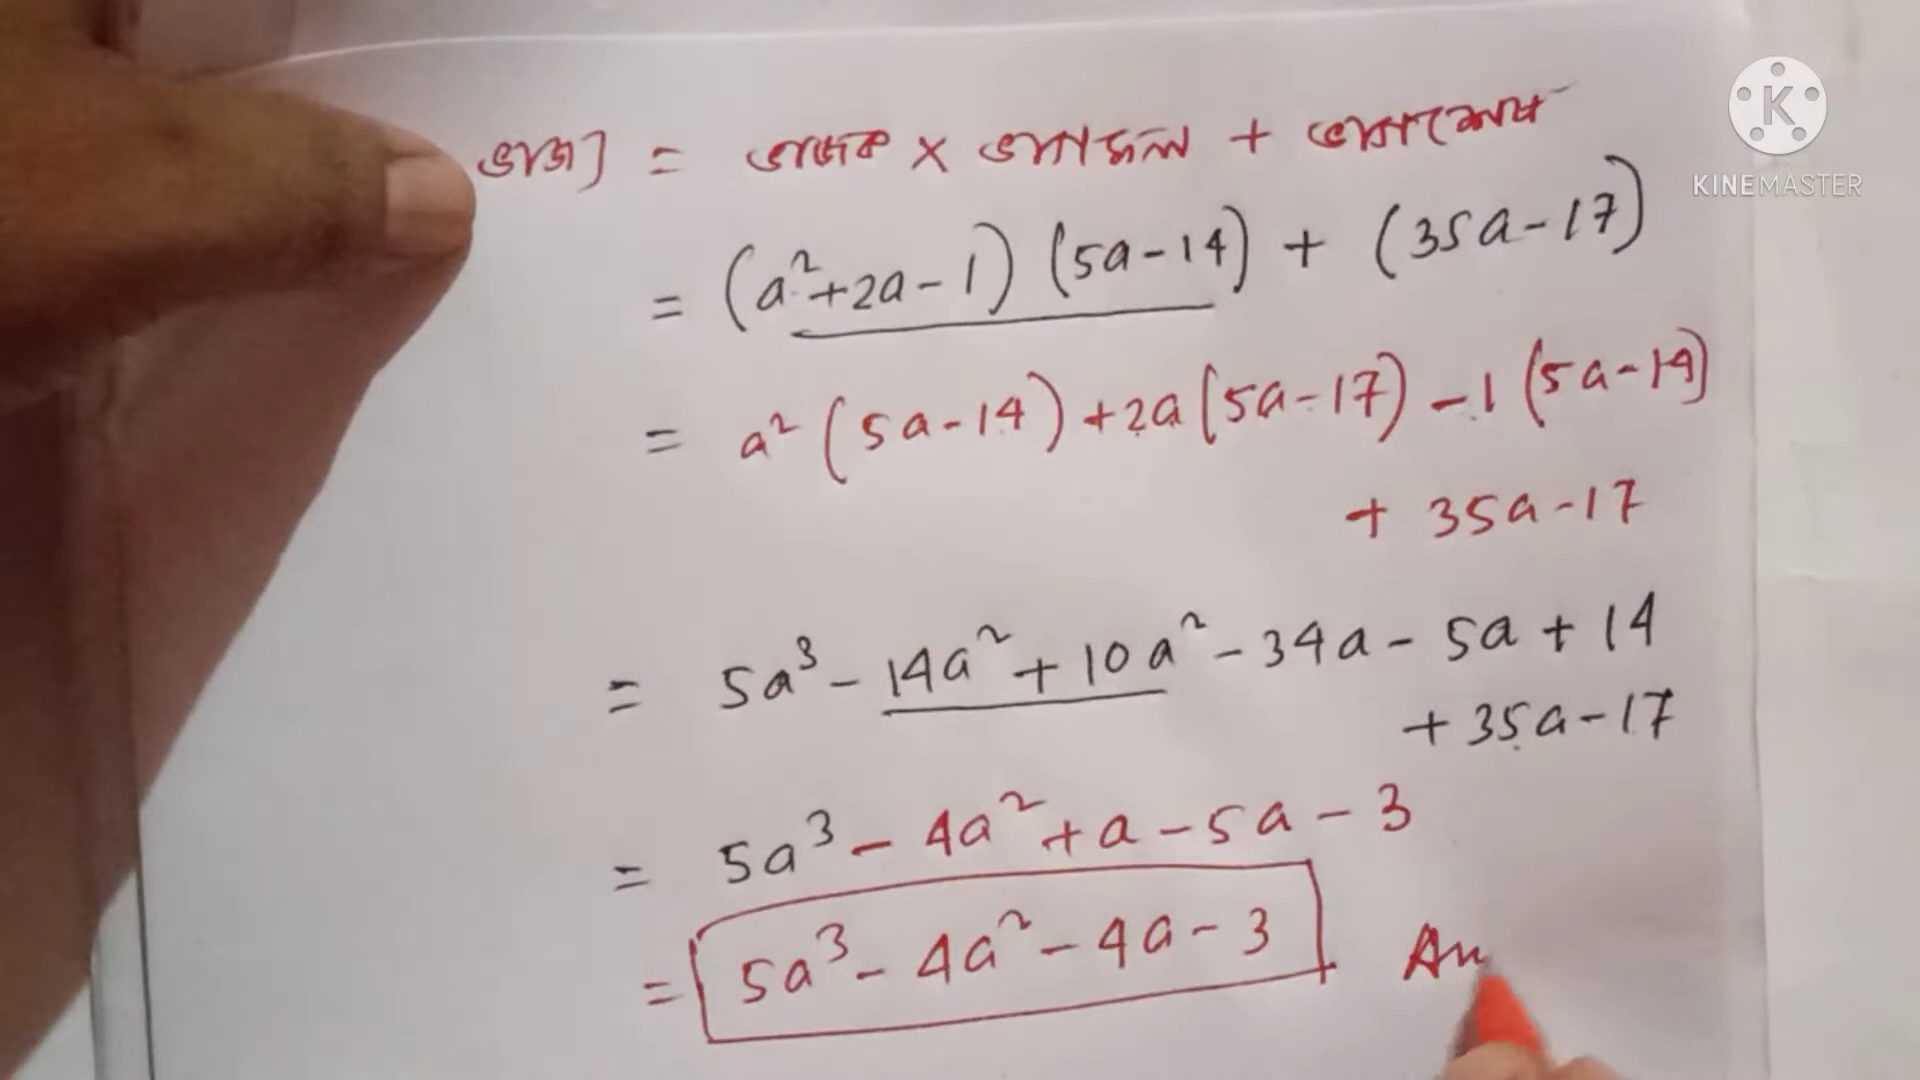 ভাজ্য = ভাজক × ভাগফল + ভাগশেষ
= (a²+2a-1) (5a-14) + (35a-17)
= a² (5a-14) +2a (5a-17) -1 (5a-14)
+ 35a-17
= 5a³ - 14a² + 10a² - 34a - 5a + 14
+ 35a-17
= 5a³ - 4a² + a - 5a - 3
= 5a³ - 4a² - 4a - 3 An
KINEMASTER